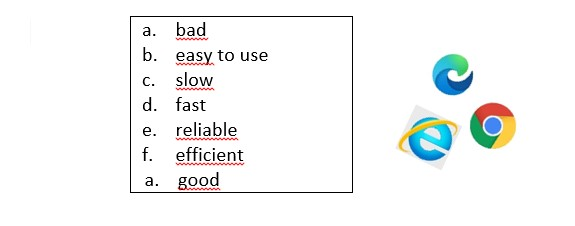 a. bad
b. easy to use
c. slow
d. fast
e. reliable
f. efficient
a. good